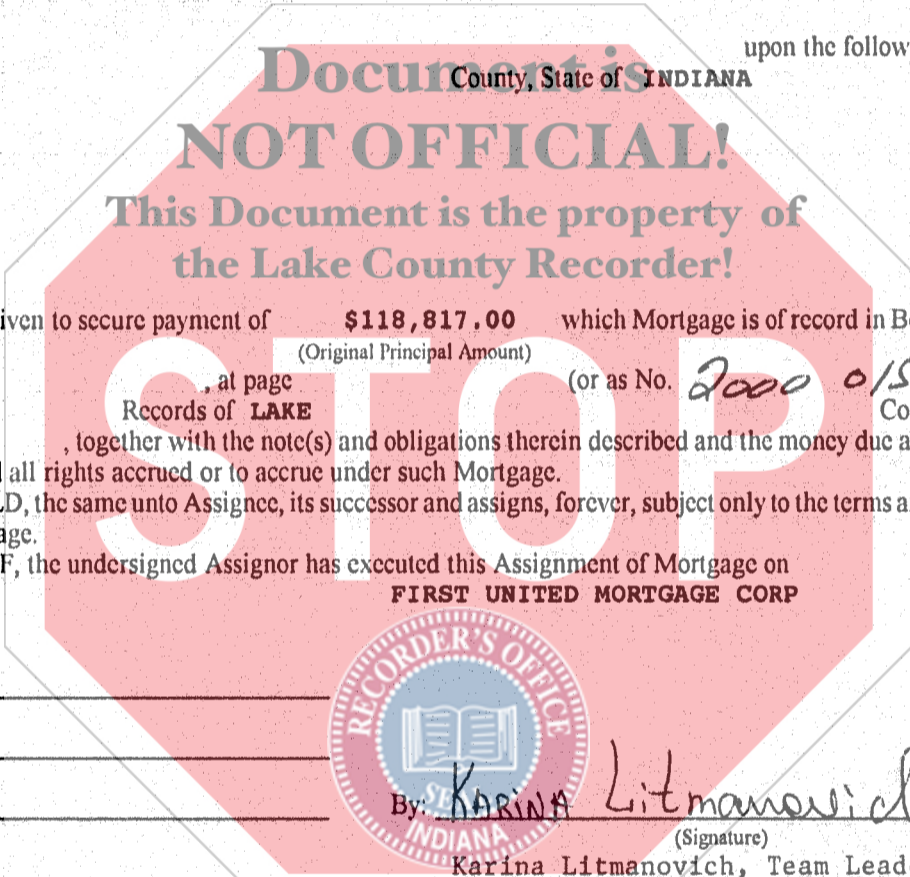 upon the follow
Document is
County, State of INDIANA
NOT OFFICIAL!
This Document is the property of
the Lake County Recorder!
iven to secure payment of $118,817.00 which Mortgage is of record in B
(Original Principal Amount)
, at page (or as No. 2000 01
Records of LAKE Co
, together with the note(s) and obligations therein described and the money due a
all rights accrued or to accrue under such Mortgage.
D, the same unto Assignee, its successor and assigns, forever, subject only to the terms a
age.
F, the undersigned Assignor has executed this Assignment of Mortgage on
FIRST UNITED MORTGAGE CORP
STOP
RECORDER'S OFFICE
SEAL
INDIANA
By: KARINA Litmanovich
(Signature)
Karina Litmanovich, Team Lead